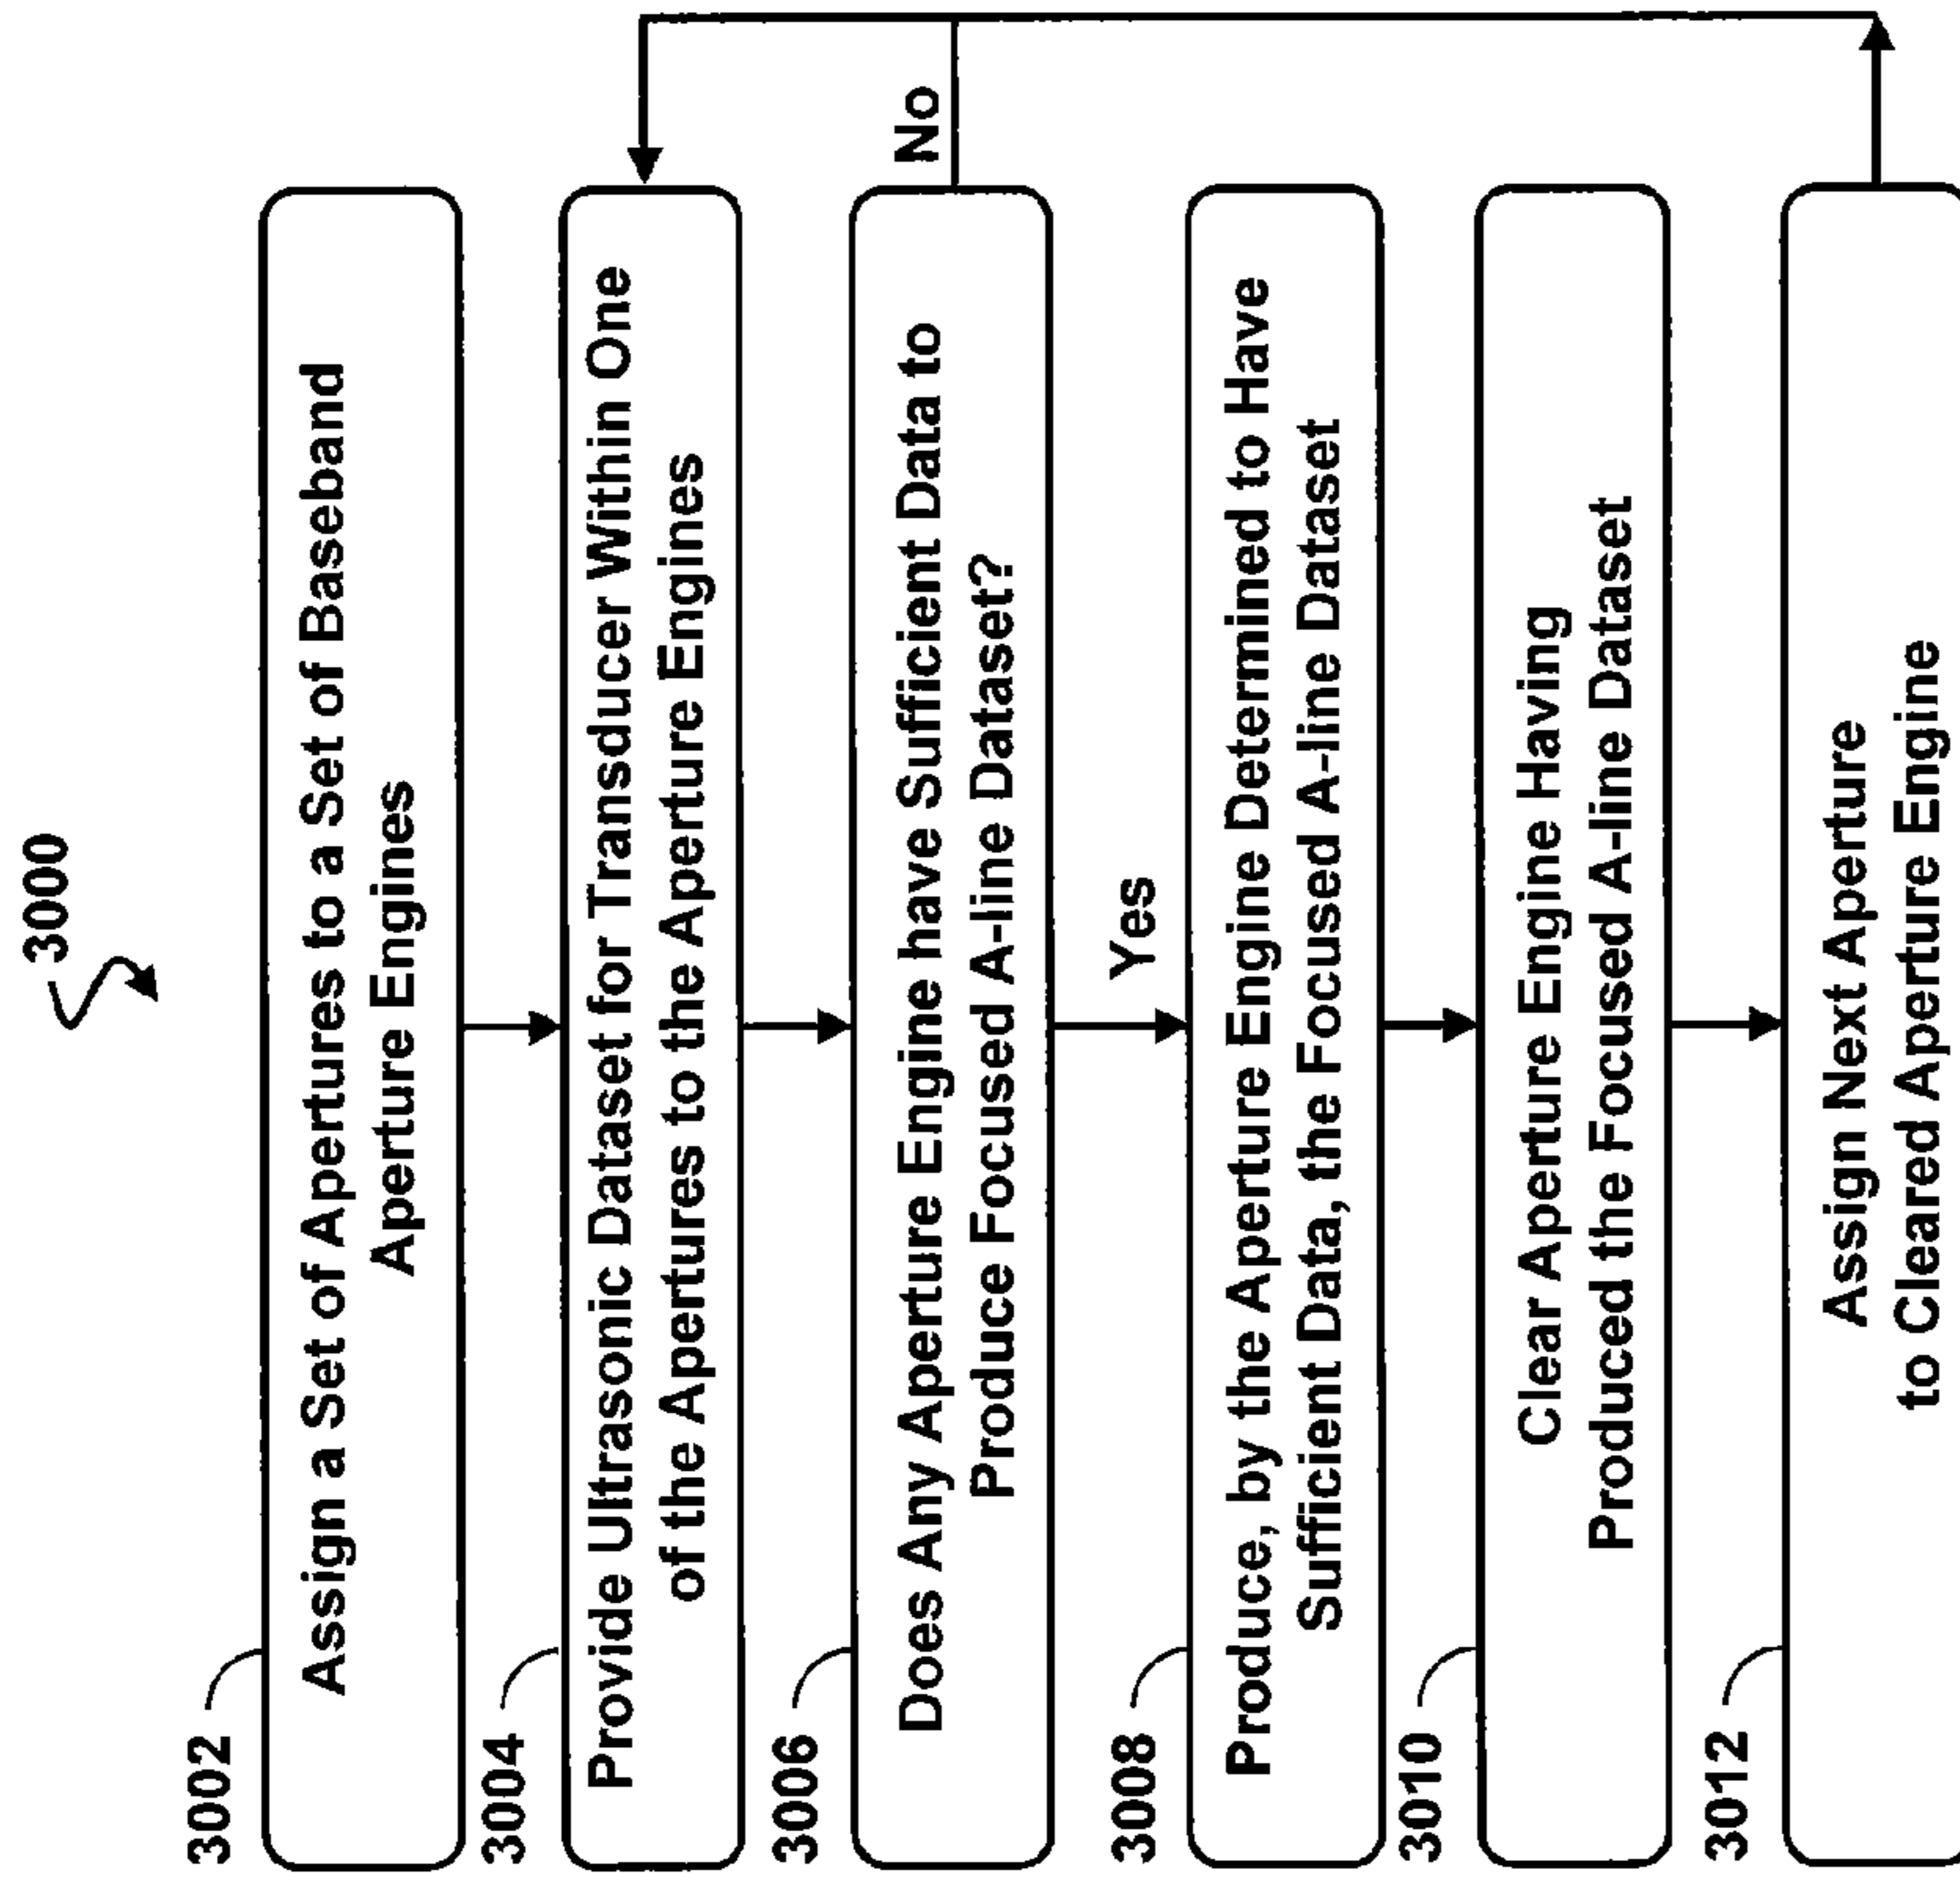 3000
3002
Assign a Set of Apertures to a Set of Baseband
Aperture Engines
3004
Provide Ultrasonic Dataset for Transducer Within One
of the Apertures to the Aperture Engines
3006
Does Any Aperture Engine have Sufficient Data to
Produce Focused A-line Dataset?
No
Yes
3008
Produce, by the Aperture Engine Determined to Have
Sufficient Data, the Focused A-line Dataset
3010
Clear Aperture Engine Having
Produced the Focused A-line Dataset
3012
Assign Next Aperture
to Cleared Aperture Engine